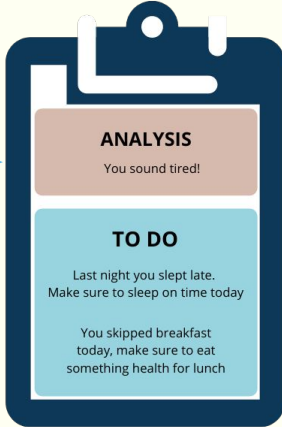 ANALYSIS
You sound tired!
TO DO
Last night you slept late.
Make sure to sleep on time today
You skipped breakfast
today, make sure to eat
something health for lunch